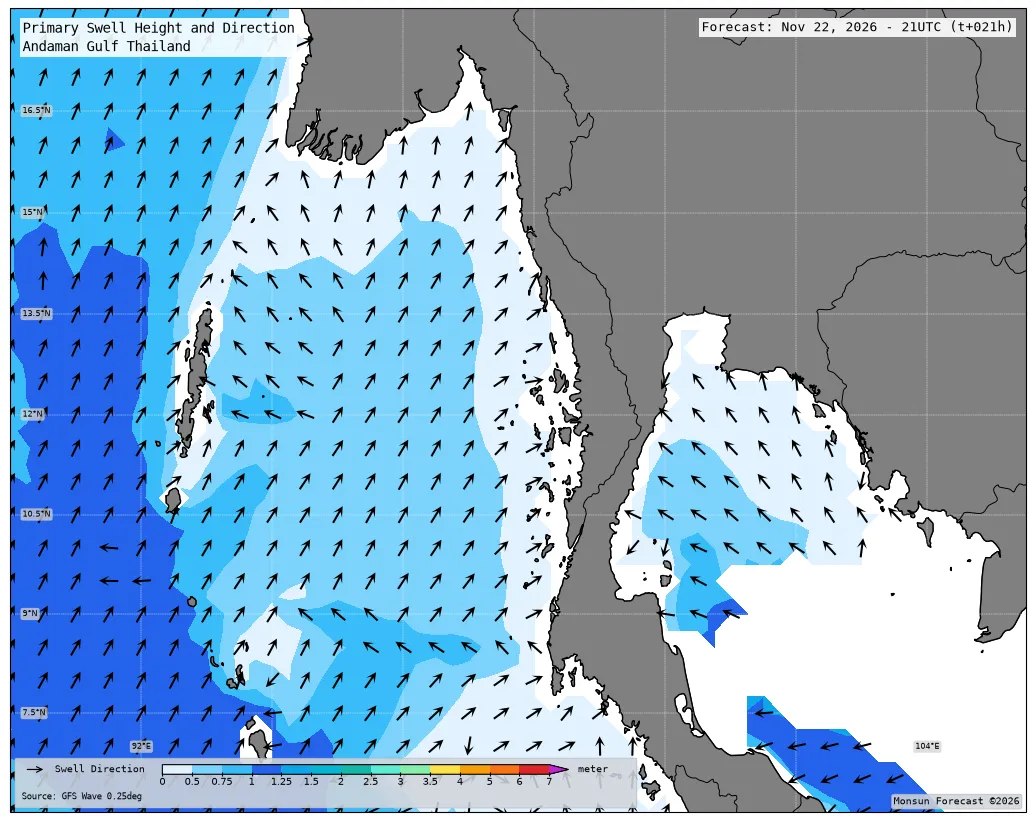 Primary Swell Height and Direction
Andaman Gulf Thailand
Forecast: Nov 22, 2026 - 21UTC (t+021h)
16.5°N
15°N
13.5°N
12°N
10.5°N
9°N
7.5°N
92°E
104°E
Swell Direction
0 0.5 0.75 1 1.25 1.5 2 2.5 3 3.5 4 5 6 7
meter
Source: GFS Wave 0.25deg
Monsun Forecast ©2026